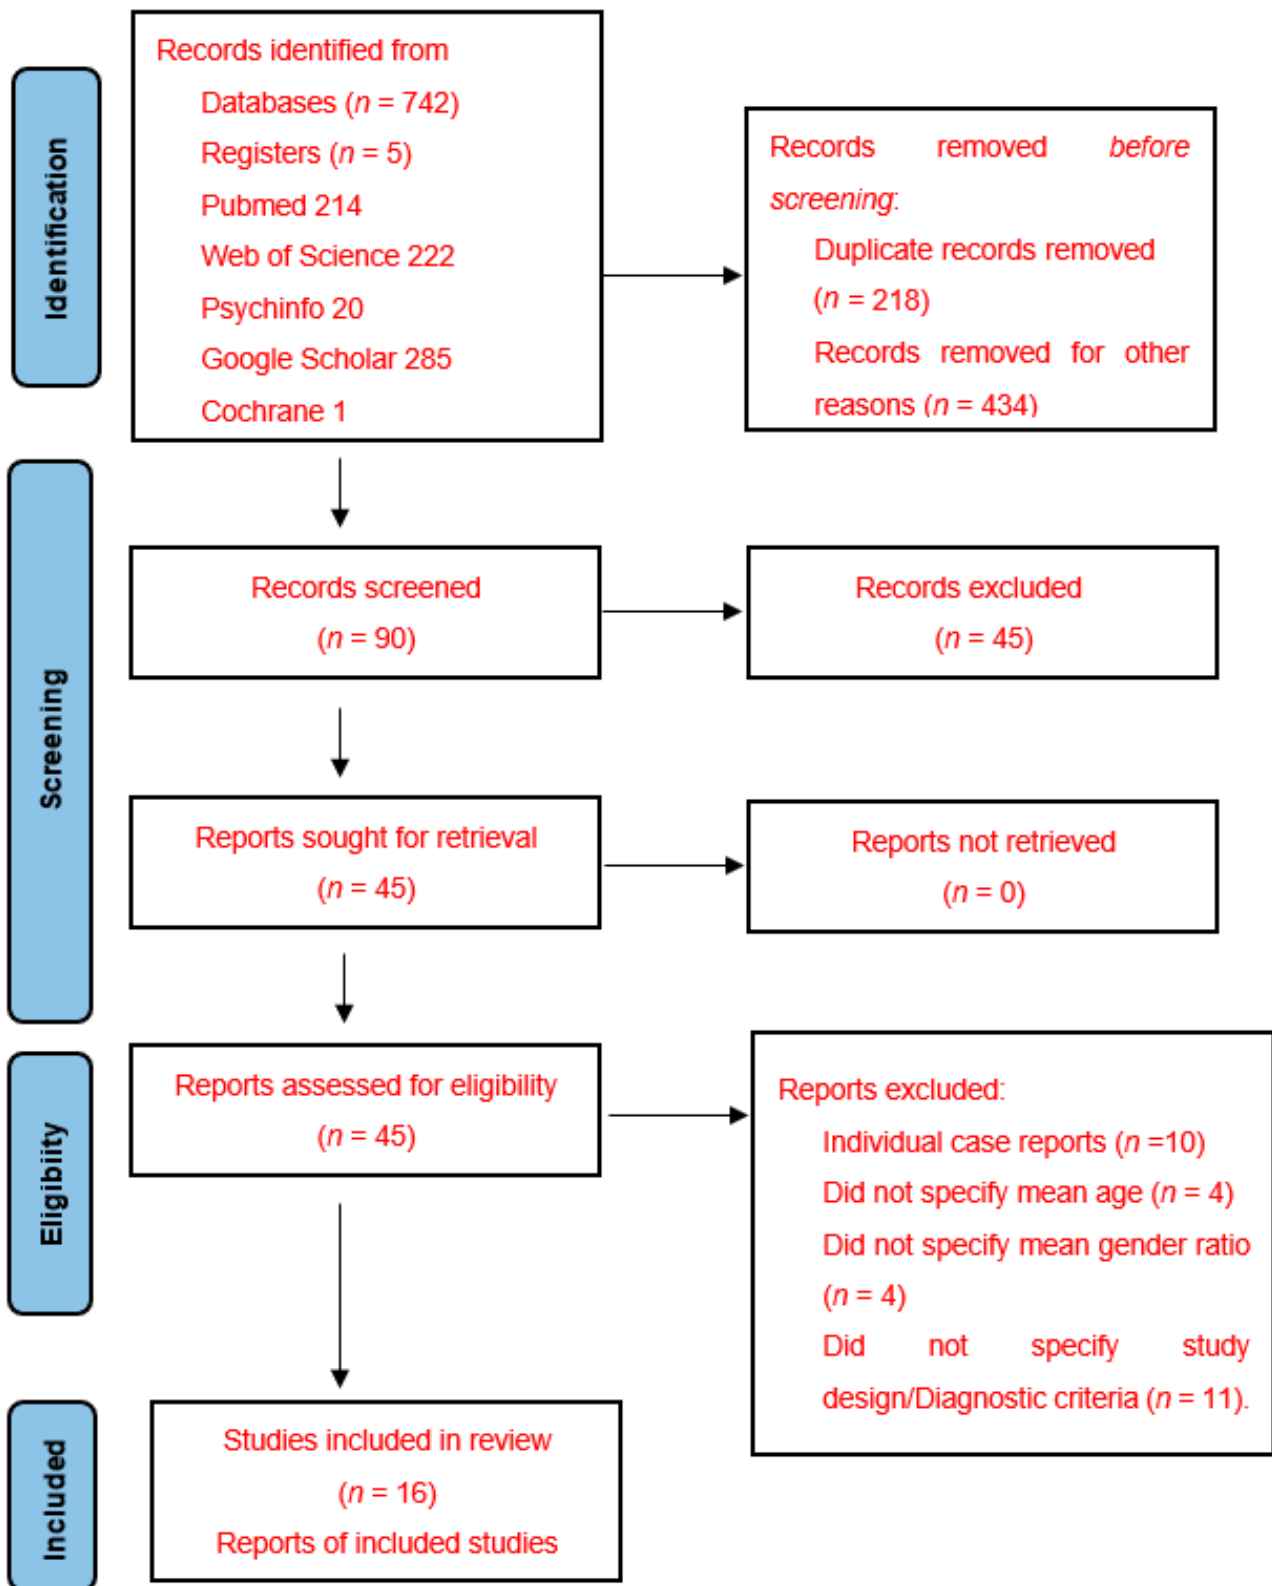 Identification
Records identified from
Databases (n = 742)
Registers (n = 5)
Pubmed 214
Web of Science 222
Psychinfo 20
Google Scholar 285
Cochrane 1
Records removed before
screening:
Duplicate records removed
(n = 218)
Records removed for other
reasons (n = 434)
Screening
Records screened
(n = 90)
Records excluded
(n = 45)
Reports sought for retrieval
(n = 45)
Reports not retrieved
(n = 0)
Eligibiity
Reports assessed for eligibility
(n = 45)
Reports excluded:
Individual case reports (n =10)
Did not specify mean age (n = 4)
Did not specify mean gender ratio
(n = 4)
Did not specify study
design/Diagnostic criteria (n = 11).
Included
Studies included in review
(n = 16)
Reports of included studies